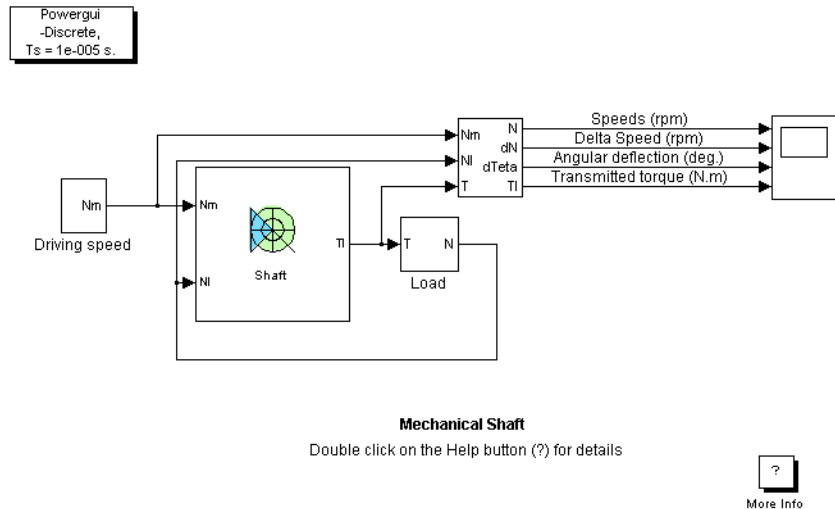 Powergui
-Discrete,
Ts = 1e-005 s.
Nm
Nl
T
N
dN
dTeta
Tl
Speeds (rpm)
Delta Speed (rpm)
Angular deflection (deg.)
Transmitted torque (N.m)
Nm
Driving speed
Nm
Nl
Tl
Shaft
T
N
Load
Mechanical Shaft
Double click on the Help button (?) for details
?
More Info